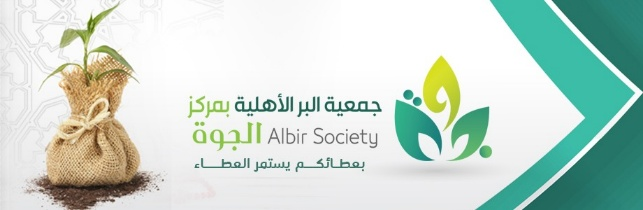 جمعية البر الأهلية بمركز
الجوة Albir Society
بعطائكم يستمر العطاء